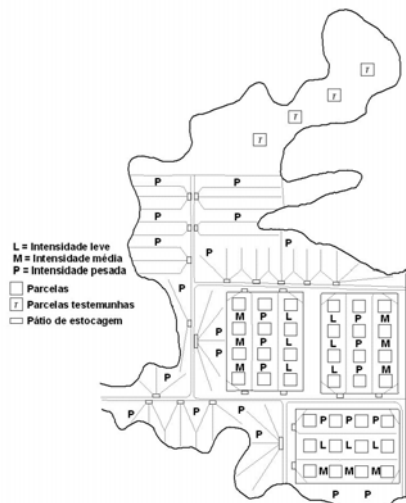 r
r
r
r
P P
P P
P P P
L = Intensidade leve
M = Intensidade média
P = Intensidade pesada
Parcelas
r Parcelas testemunhas
Pátio de estocagem
P
M P L L P M
P M P L L P M
M P L L P M
P
P P P
P
P P P
L L L
M M M
P P